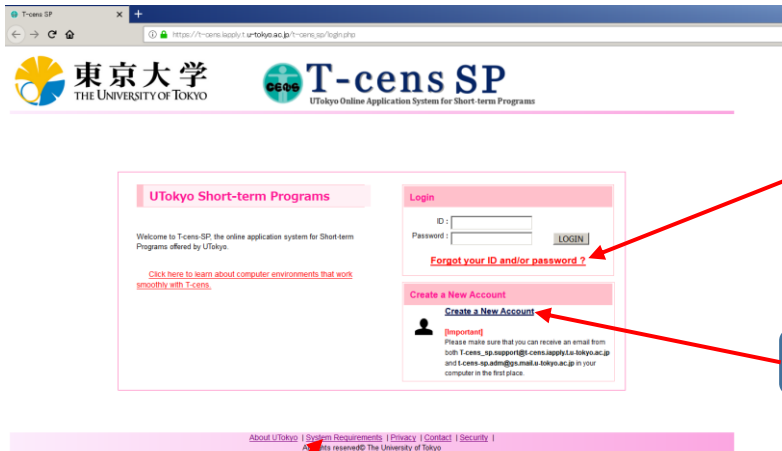 T-cens SP
https://t-cens.iapply.t.u-tokyo.ac.jp/t-cens_sp/login.php
東京大学
THE UNIVERSITY OF TOKYO
CENS
T-cens SP
UTokyo Online Application System for Short-term Programs
UTokyo Short-term Programs
Welcome to T-cens-SP, the online application system for Short-term
Programs offered by UTokyo.
Click here to learn about computer environments that work
smoothly with T-cens.
Login
ID :
Password :
LOGIN
Forgot your ID and/or password ?
Create a New Account
Create a New Account
[Important]
Please make sure that you can receive an email from
both T-cens_sp.support@t-cens.iapply.t.u-tokyo.ac.jp
and t-cens-sp.adm@gs.mail.u-tokyo.ac.jp in your
computer in the first place.
About UTokyo | System Requirements | Privacy | Contact | Security |
reserved© The University of Tokyo